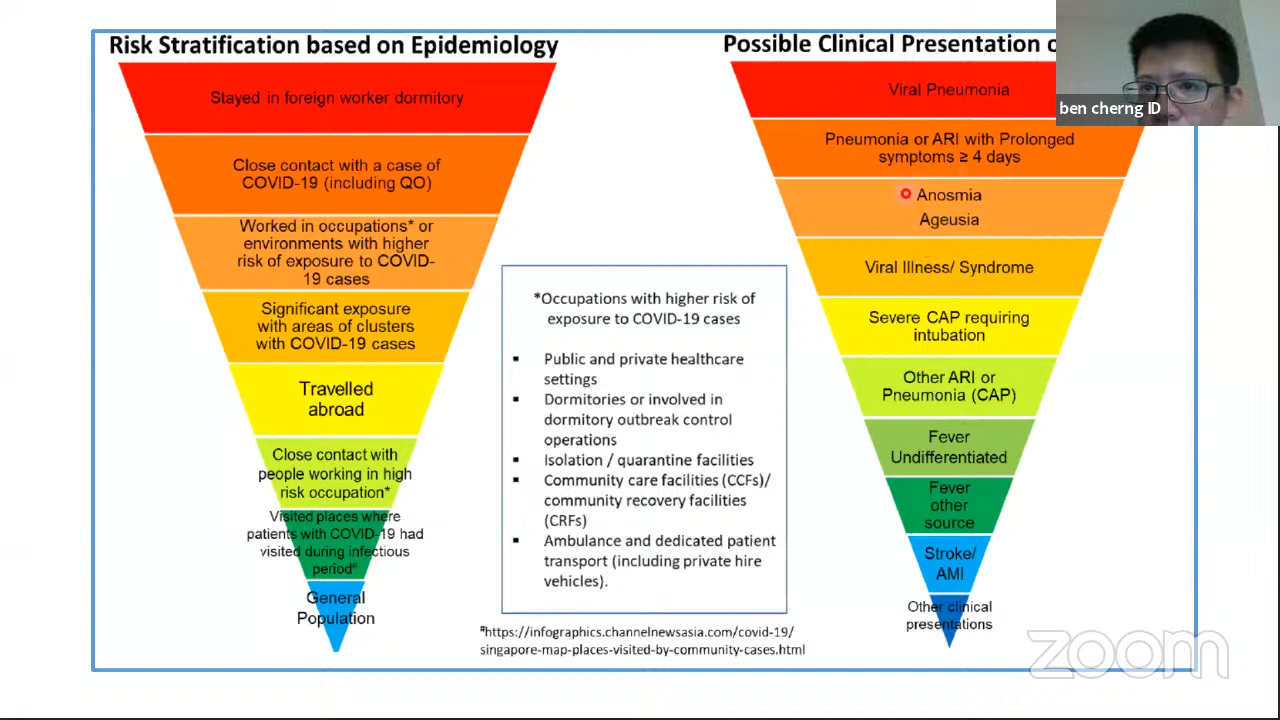 Risk Stratification based on Epidemiology
Stayed in foreign worker dormitory
Close contact with a case of
COVID-19 (including QO)
Worked in occupations* or
environments with higher
risk of exposure to COVID-
19 cases
Significant exposure
with areas of clusters
with COVID-19 cases
Travelled
abroad
Close contact with
people working in high
risk occupation*
Visited places where
patients with COVID-19 had
visited during infectious
period#
General
Population
*Occupations with higher risk of
exposure to COVID-19 cases
▪ Public and private healthcare
settings
▪ Dormitories or involved in
dormitory outbreak control
operations
▪ Isolation / quarantine facilities
▪ Community care facilities (CCFs)/
community recovery facilities
(CRFs)
▪ Ambulance and dedicated patient
transport (including private hire
vehicles).
#https://infographics.channelnewsasia.com/covid-19/
singapore-map-places-visited-by-community-cases.html
Possible Clinical Presentation
Viral Pneumonia
Pneumonia or ARI with Prolonged
symptoms ≥ 4 days
Anosmia
Ageusia
Viral Illness/ Syndrome
Severe CAP requiring
intubation
Other ARI or
Pneumonia (CAP)
Fever
Undifferentiated
Fever
other
source
Stroke/
AMI
Other clinical
presentations
ben cherng ID
zoom